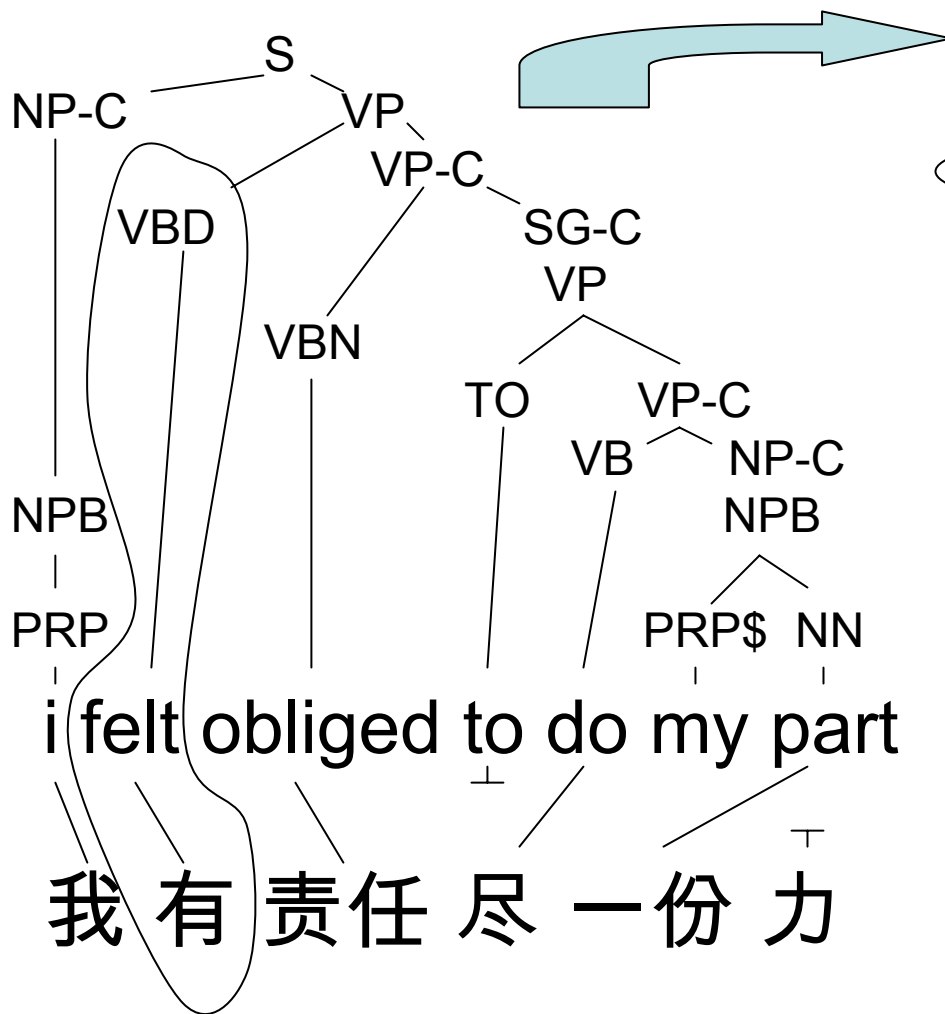 S
NP-C VP
VP-C
VBD SG-C
VP
VBN
TO VP-C
VB NP-C
NPB NPB
PRP PRP$ NN
i felt obliged to do my part
我 有 责任 尽 一份 力